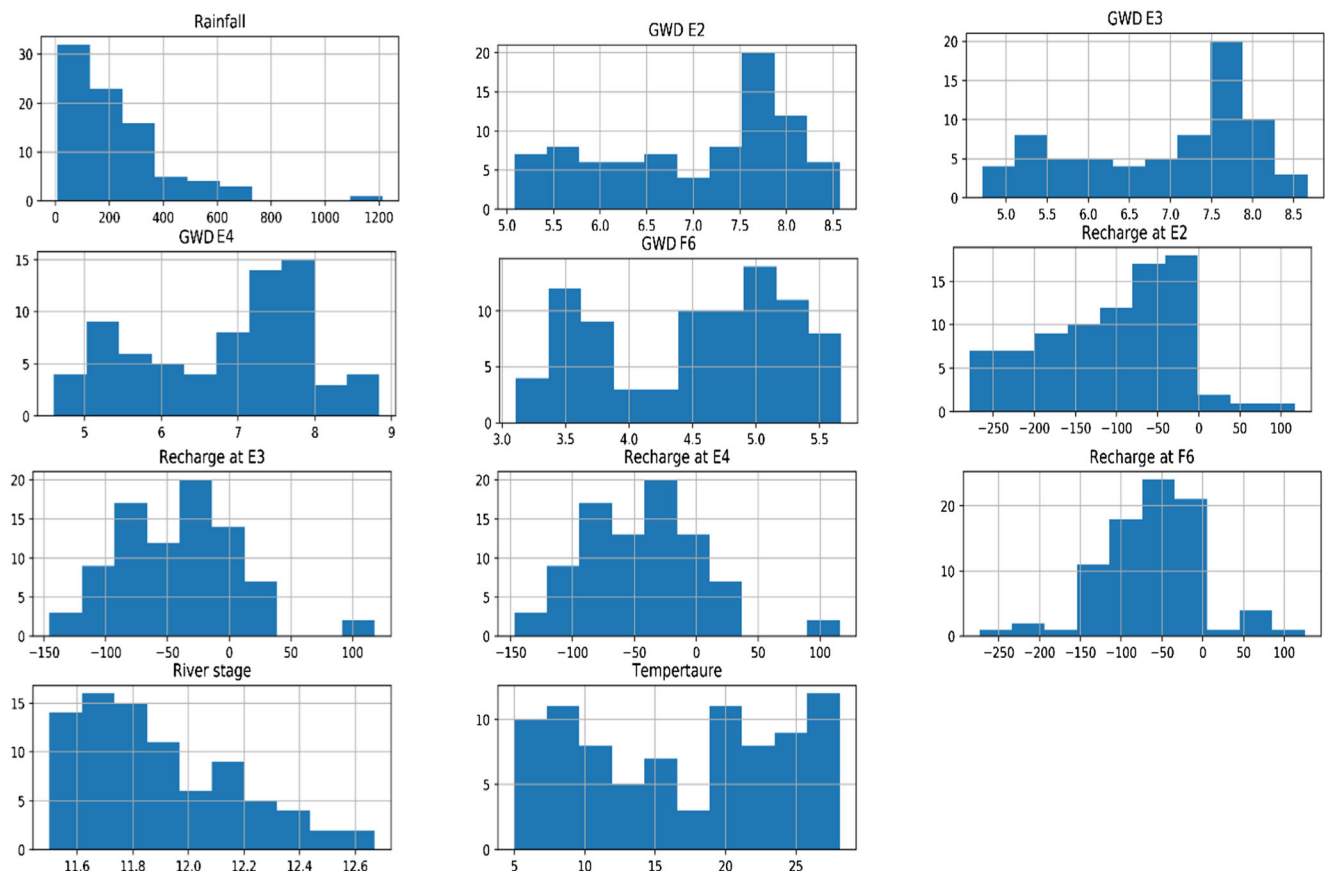 Rainfall
30
20
10
0
0 200 400 600 800 1000 1200
GWD E2
20
15
10
5
0
5.0 5.5 6.0 6.5 7.0 7.5 8.0 8.5
GWD E3
20
15
10
5
0
5.0 5.5 6.0 6.5 7.0 7.5 8.0 8.5
GWD E4
15
10
5
0
5 6 7 8 9
GWD F6
10
5
0
3.0 3.5 4.0 4.5 5.0 5.5
Recharge at E2
15
10
5
0
−250 −200 −150 −100 −50 0 50 100
Recharge at E3
20
15
10
5
0
−150 −100 −50 0 50 100
Recharge at E4
20
15
10
5
0
−150 −100 −50 0 50 100
Recharge at F6
20
10
0
−250 −200 −150 −100 −50 0 50 100
River stage
15
10
5
0
11.6 11.8 12.0 12.2 12.4 12.6
Tempertaure
10
5
0
5 10 15 20 25